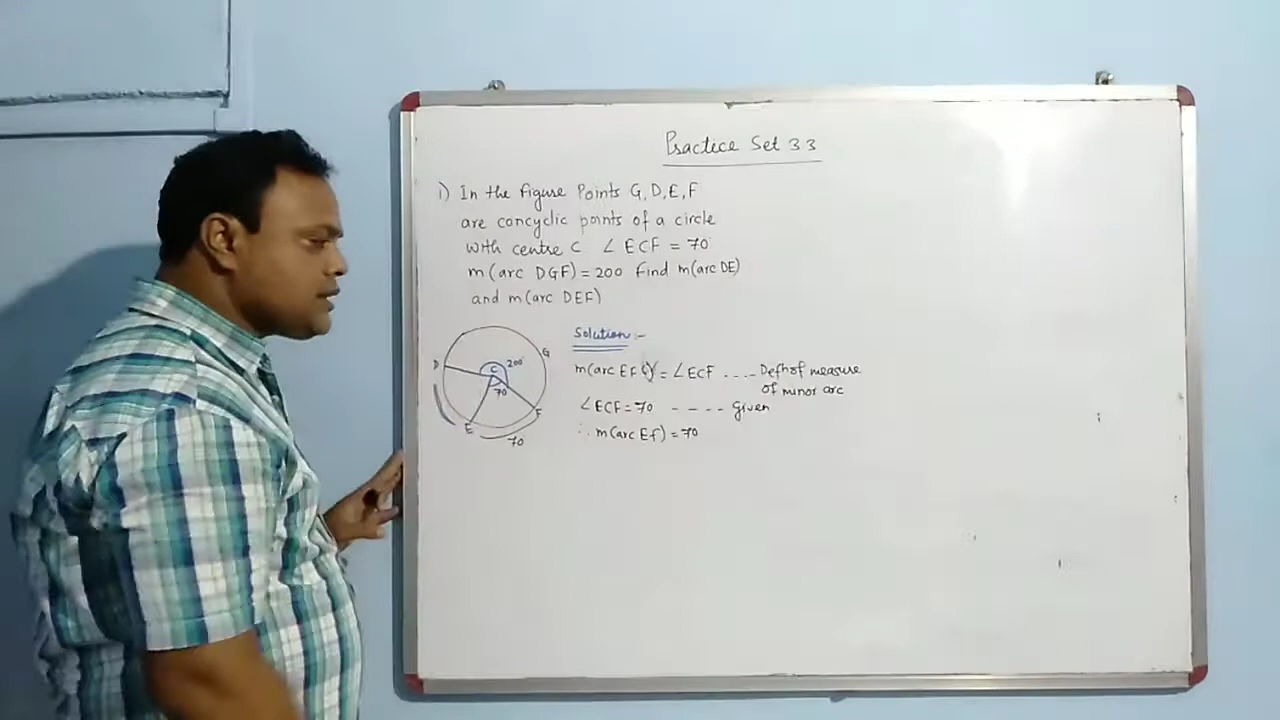 Practice Set 33
1) In the figure Points G, D, E, F
are concyclic points of a circle
with centre C ∠ECF = 70°
m(arc DGF) = 200 find m(arc DE)
and m(arc DEF)
Solution :-
m(arc EF) = ∠ECF .... Defn of measure
of minor arc
∠ECF = 70 - - - - Given
∴ m(arc Ef) = 70
D
G
C
200°
70
F
E
70